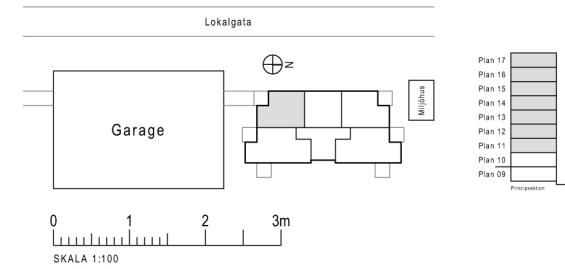 Lokalgata
N
Garage
Miljöhus
Plan 17
Plan 16
Plan 15
Plan 14
Plan 13
Plan 12
Plan 11
Plan 10
Plan 09
Principsektion
0 1 2 3m
SKALA 1:100